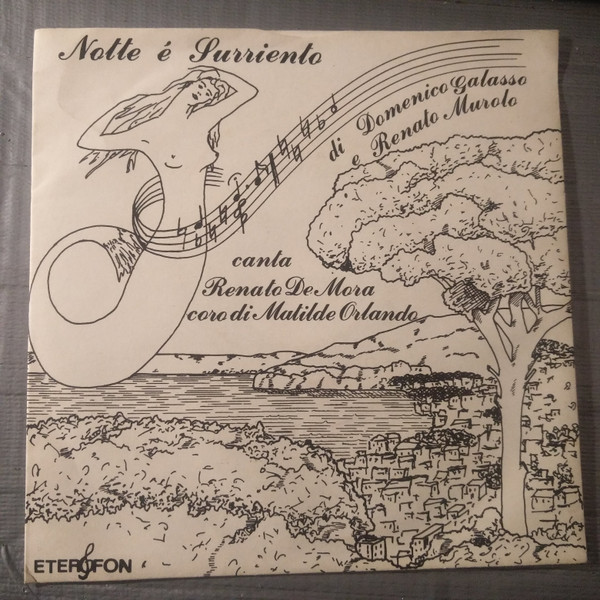 Notte é Surriento
di Domenico Galasso
e Renato Murolo
canta
Renato De Mora
coro di Matilde Orlando
ETEROFON